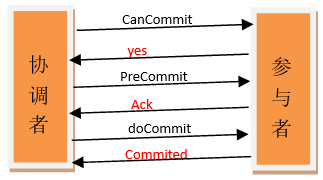 协调者
CanCommit
yes
PreCommit
Ack
doCommit
Commited
参与者